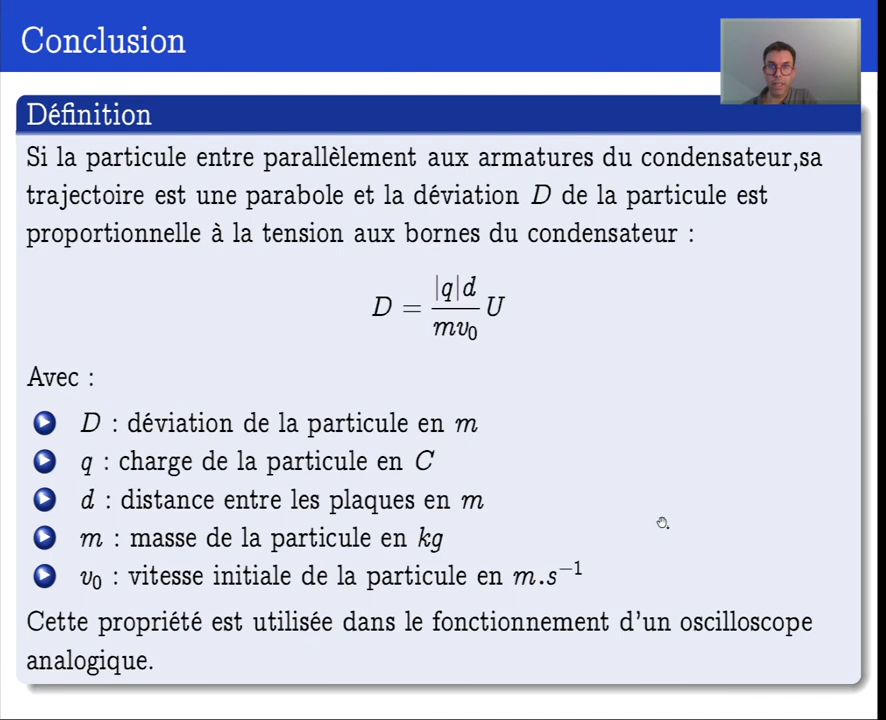 Conclusion
Définition
Si la particule entre parallèlement aux armatures du condensateur,sa
trajectoire est une parabole et la déviation D de la particule est
proportionnelle à la tension aux bornes du condensateur :
D = \frac{|q|d}{mv_0} U
Avec :
D : déviation de la particule en m
q : charge de la particule en C
d : distance entre les plaques en m
m : masse de la particule en kg
v_0 : vitesse initiale de la particule en m.s^{-1}
Cette propriété est utilisée dans le fonctionnement d'un oscilloscope
analogique.